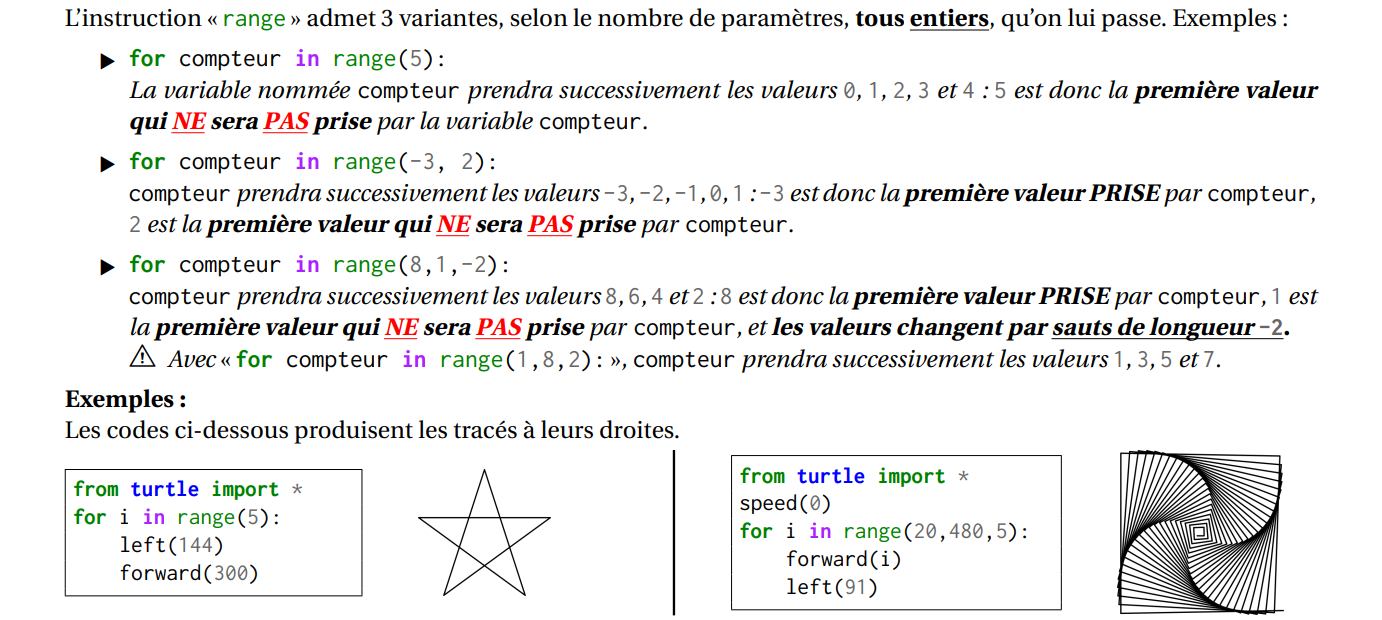 L’instruction « range » admet 3 variantes, selon le nombre de paramètres, tous entiers, qu’on lui passe. Exemples :
▶ for compteur in range(5):
La variable nommée compteur prendra successivement les valeurs 0, 1, 2, 3 et 4 : 5 est donc la première valeur
qui NE sera PAS prise par la variable compteur.
▶ for compteur in range(-3, 2):
compteur prendra successivement les valeurs -3, -2, -1, 0, 1 : -3 est donc la première valeur PRISE par compteur,
2 est la première valeur qui NE sera PAS prise par compteur.
▶ for compteur in range(8,1,-2):
compteur prendra successivement les valeurs 8, 6, 4 et 2 : 8 est donc la première valeur PRISE par compteur, 1 est
la première valeur qui NE sera PAS prise par compteur, et les valeurs changent par sauts de longueur -2.
⚠ Avec « for compteur in range(1,8,2): », compteur prendra successivement les valeurs 1, 3, 5 et 7.
Exemples :
Les codes ci-dessous produisent les tracés à leurs droites.
from turtle import *
for i in range(5):
    left(144)
    forward(300)
from turtle import *
speed(0)
for i in range(20,480,5):
    forward(i)
    left(91)